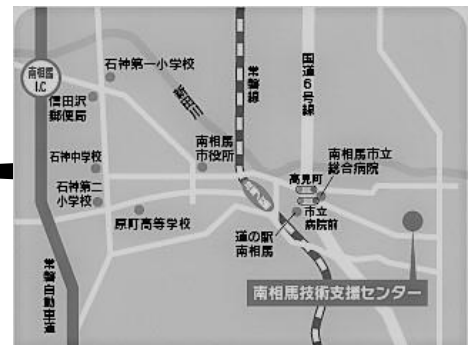 南相馬
I.C
石神第一小学校
信田沢
郵便局
新田川
常磐線
国道6号線
石神中学校
南相馬
市役所
南相馬市立
総合病院
高見町
石神第二
小学校
原町高等学校
市立
病院前
道の駅
南相馬
南相馬技術支援センター
常磐自動車道